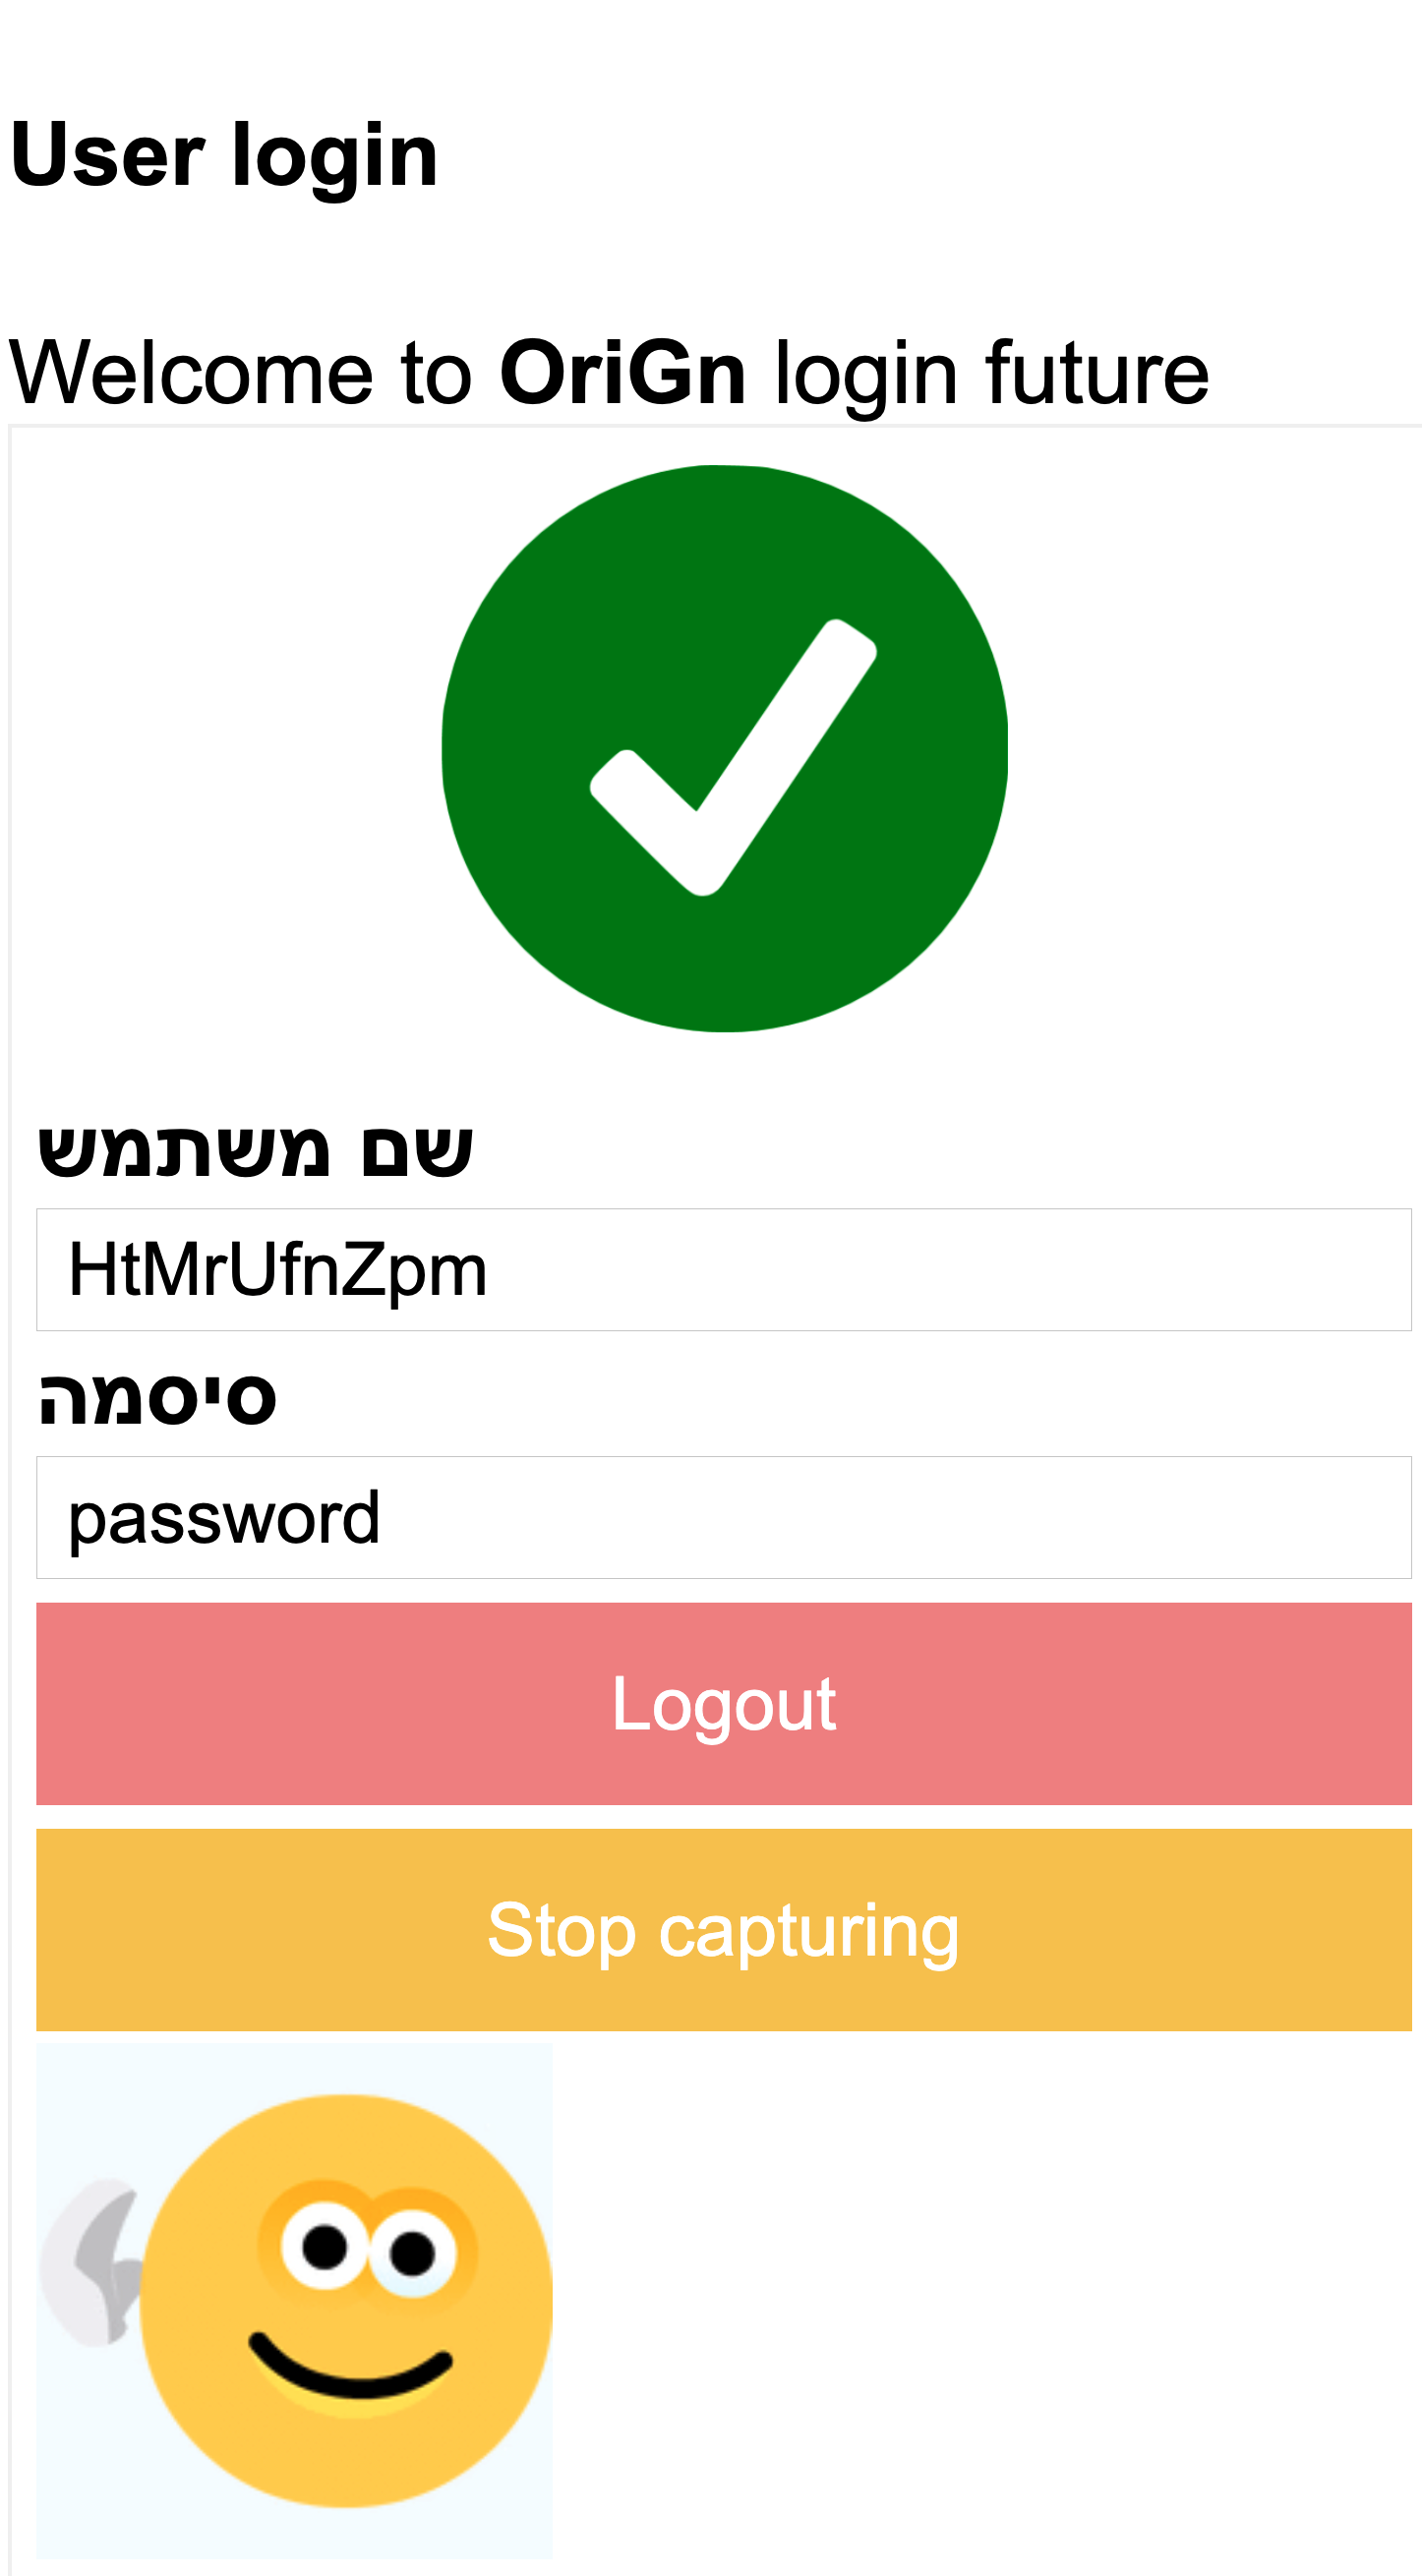 User login
Welcome to OriGn login future
שם משתמש
HtMrUfnZpm
סיסמה
password
Logout
Stop capturing